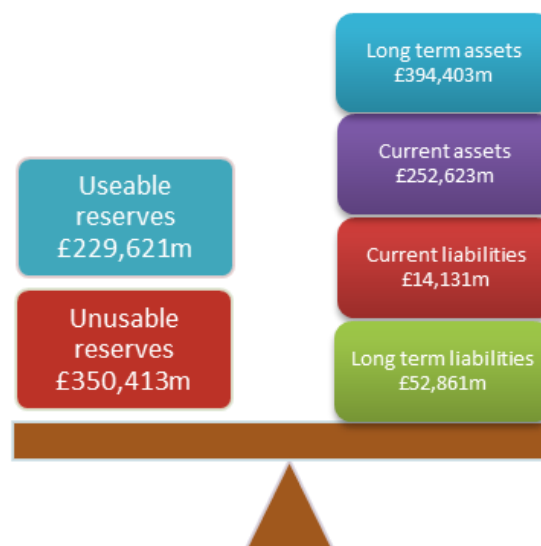 Useable
reserves
£229,621m
Unusable
reserves
£350,413m
Long term assets
£394,403m
Current assets
£252,623m
Current liabilities
£14,131m
Long term liabilities
£52,861m